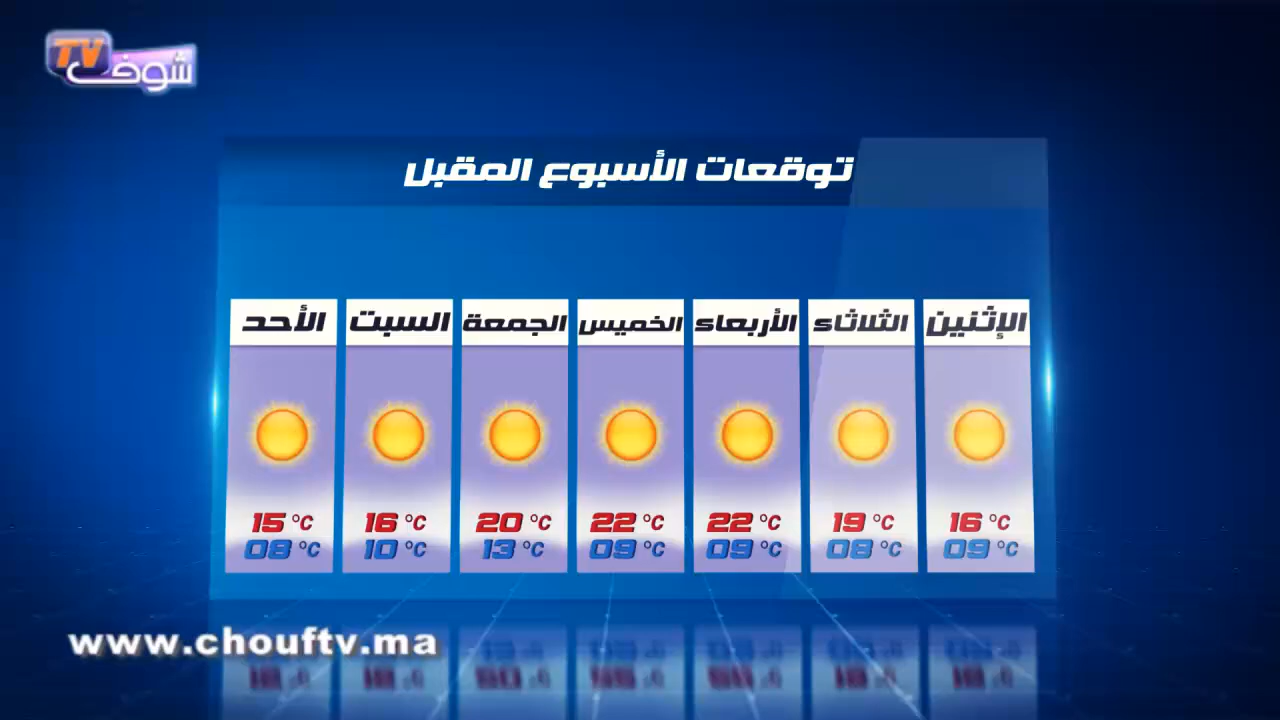 TV شوف
توقعات الأسبوع المقبل
الإثنين الثلاثاء الأربعاء الخميس الجمعة السبت الأحد
16 °C 19 °C 22 °C 22 °C 20 °C 16 °C 15 °C
09 °C 08 °C 09 °C 09 °C 13 °C 10 °C 08 °C
www.chouftv.ma